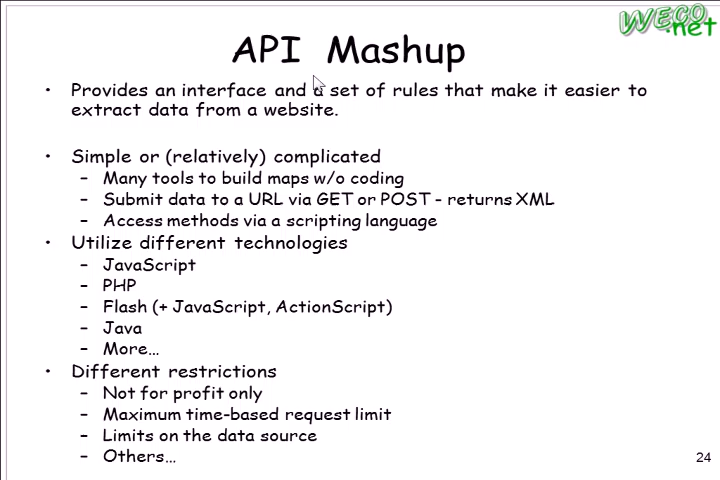 WECO
.net
API Mashup
• Provides an interface and a set of rules that make it easier to
extract data from a website.
• Simple or (relatively) complicated
– Many tools to build maps w/o coding
– Submit data to a URL via GET or POST - returns XML
– Access methods via a scripting language
• Utilize different technologies
– JavaScript
– PHP
– Flash (+ JavaScript, ActionScript)
– Java
– More...
• Different restrictions
– Not for profit only
– Maximum time-based request limit
– Limits on the data source
– Others...
24